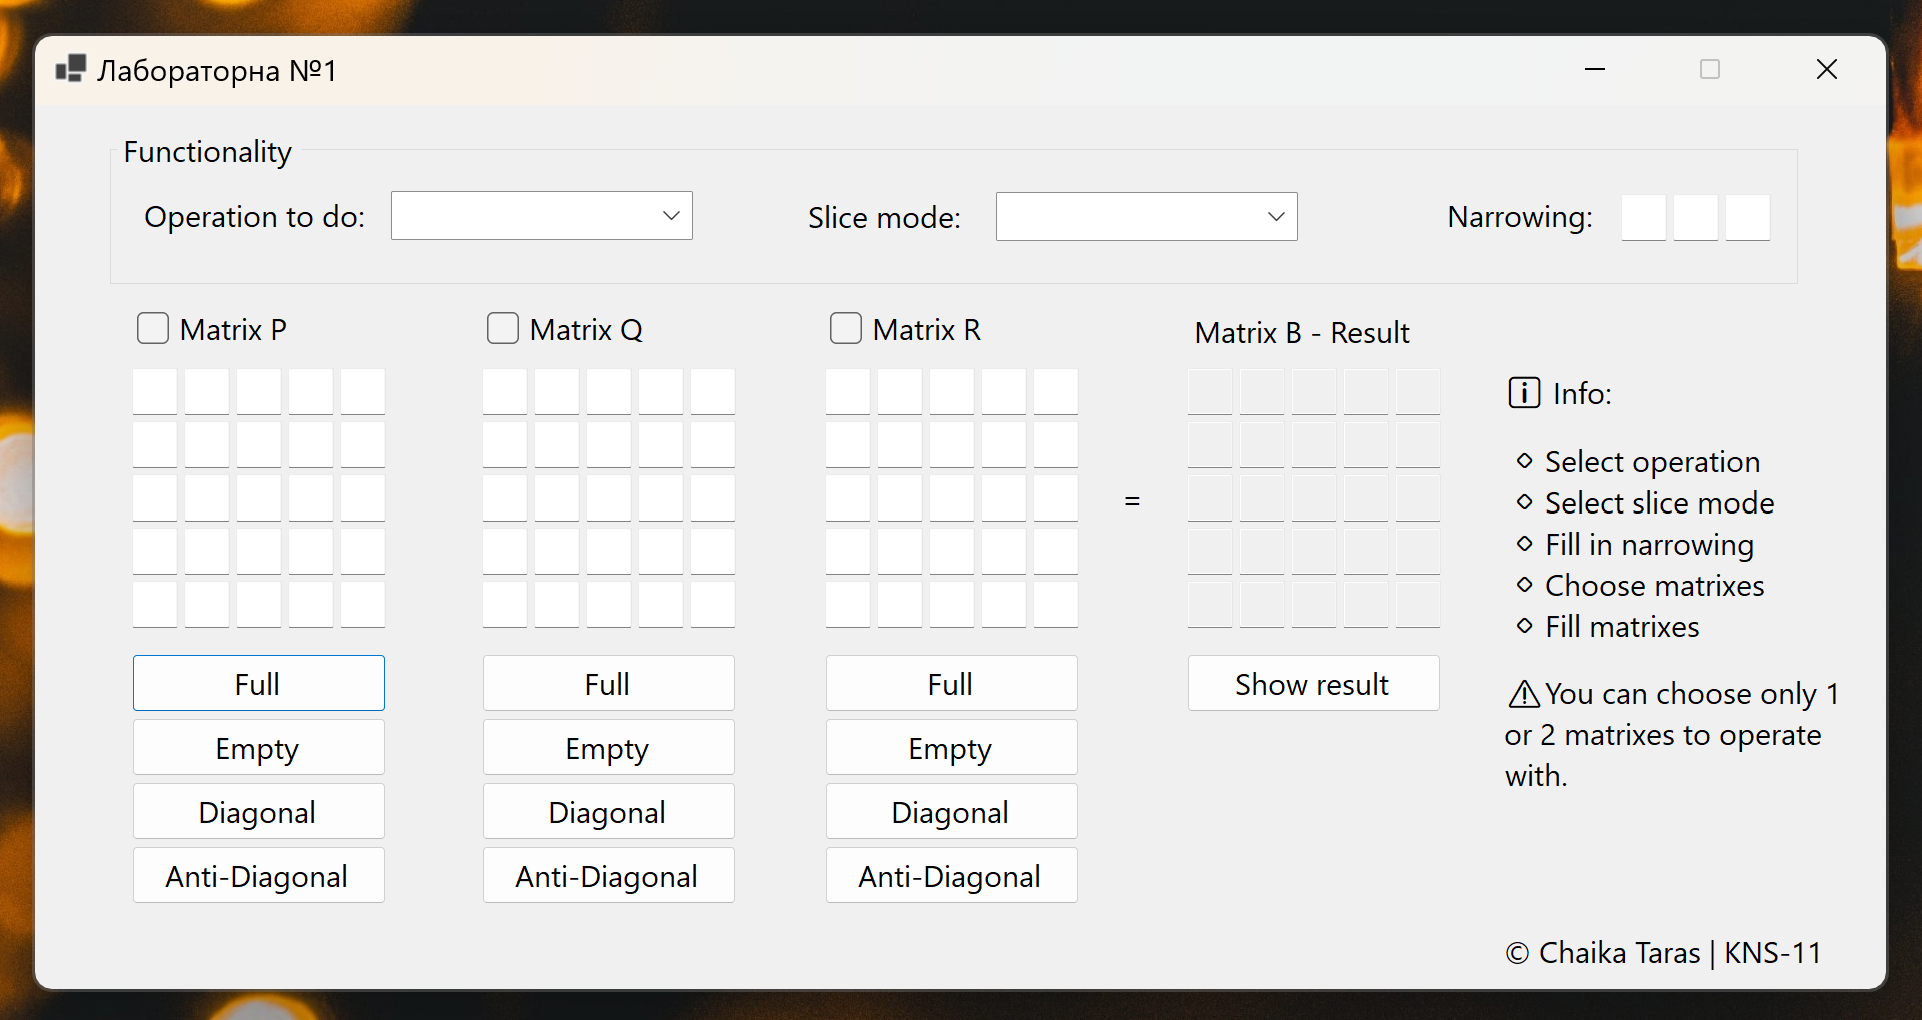 Лабораторна №1
Functionality
Operation to do:
Slice mode:
Narrowing:
Matrix P
Matrix Q
Matrix R
Matrix B - Result
=
Full
Empty
Diagonal
Anti-Diagonal
Full
Empty
Diagonal
Anti-Diagonal
Full
Empty
Diagonal
Anti-Diagonal
Show result
Info:
Select operation
Select slice mode
Fill in narrowing
Choose matrixes
Fill matrixes
⚠You can choose only 1
or 2 matrixes to operate
with.
© Chaika Taras | KNS-11